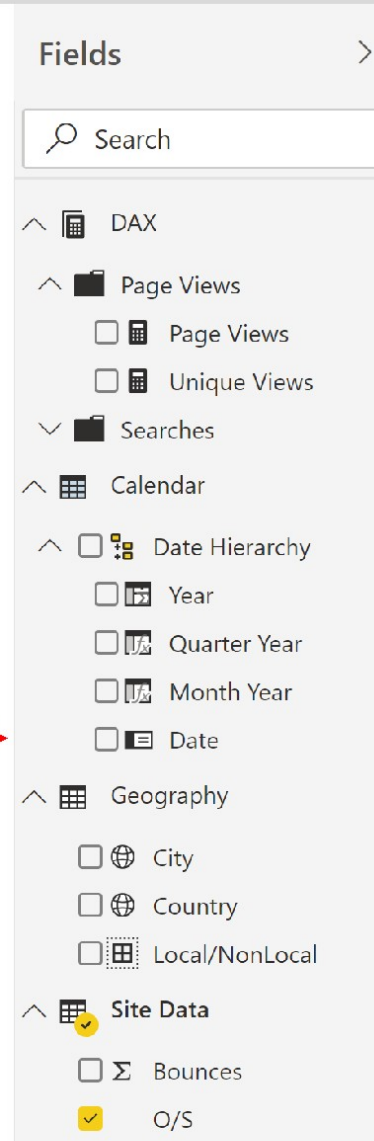 Fields
Search
DAX
Page Views
Page Views
Unique Views
Searches
Calendar
Date Hierarchy
Year
Quarter Year
Month Year
Date
Geography
City
Country
Local/NonLocal
Site Data
Bounces
O/S